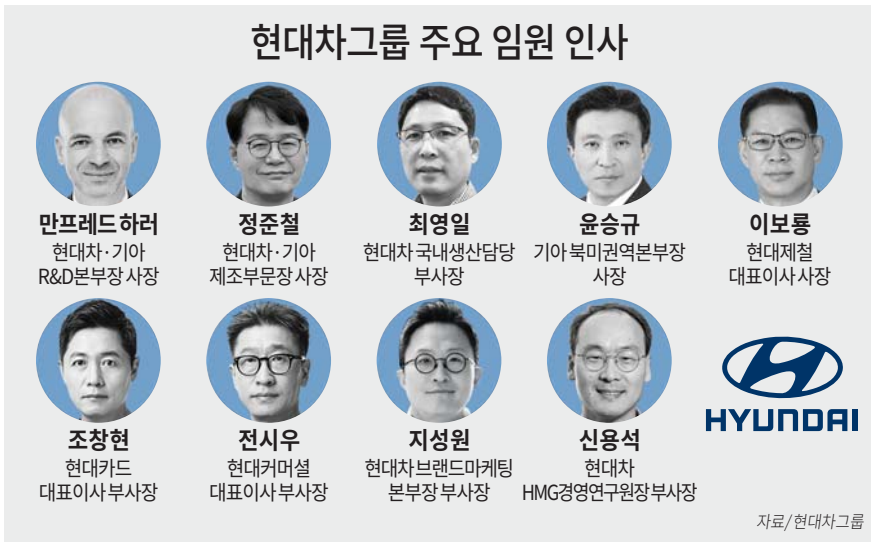 현대차그룹 주요 임원 인사
만프레드 하러
현대차·기아
R&D본부장 사장
정준철
현대차·기아
제조부문장 사장
최영일
현대차 국내생산담당
부사장
윤승규
기아 북미권역본부장
사장
이보룡
현대제철
대표이사 사장
조창현
현대카드
대표이사 부사장
전시우
현대커머셜
대표이사 부사장
지성원
현대차 브랜드마케팅
본부장 부사장
신용석
현대차
HMG경영연구원장 부사장
HYUNDAI
자료/현대차그룹